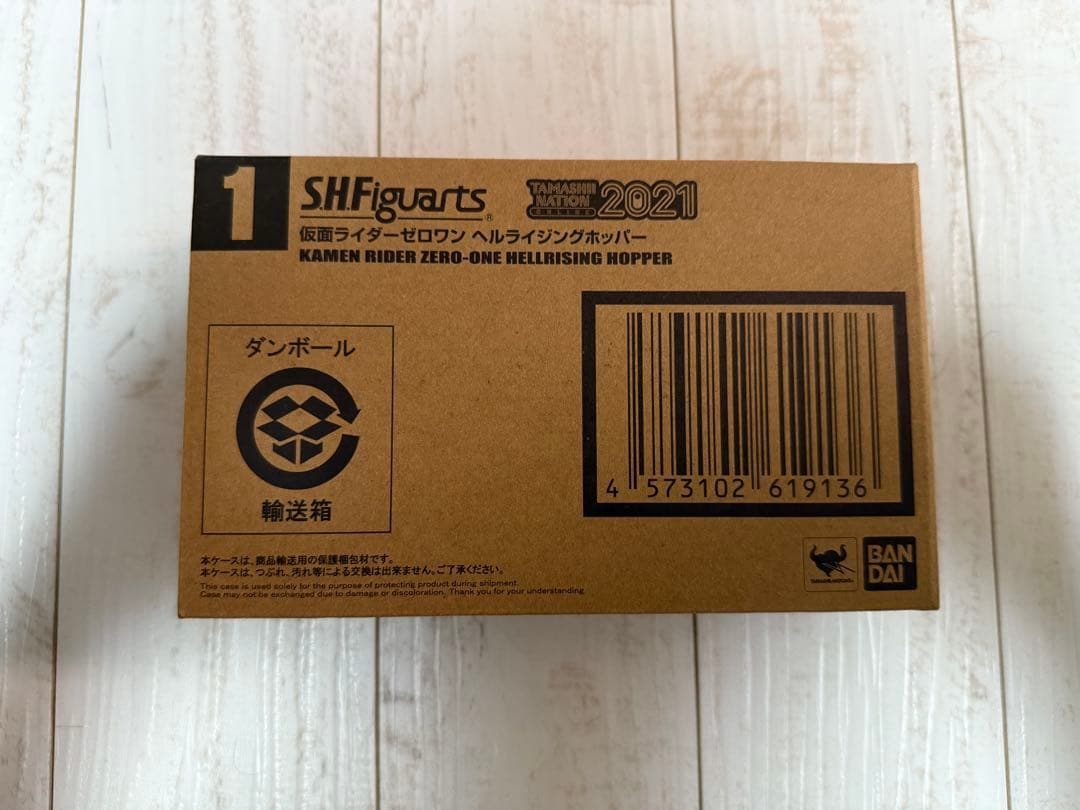 1
S.H.Figuarts®
TAMASHII NATION ONLINE 2021
仮面ライダーゼロワン ヘルライジングホッパー
KAMEN RIDER ZERO-ONE HELLRISING HOPPER
ダンボール
輸送箱
4 573102 619136
本ケースは、商品輸送用の保護梱包材です。
本ケースは、つぶれ、汚れ等による交換は出来ません。ご了承ください。
This case is used solely for the purpose of protecting product during shipment.
Case may not be exchanged due to damage or discoloration. Thank you for your understanding.
TAMASHII NATIONS
BAN
DAI